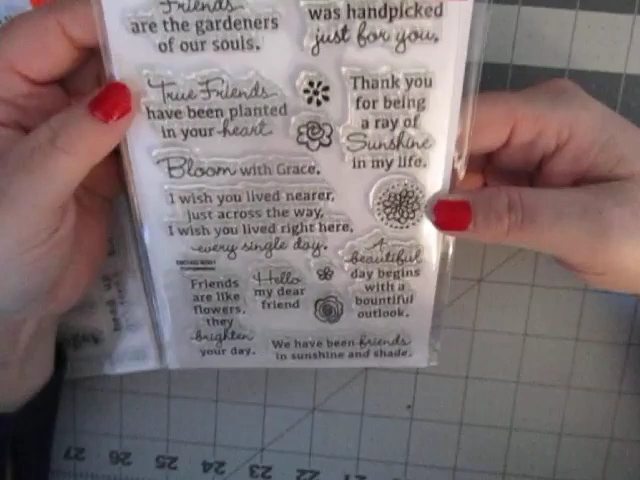 Friends
are the gardeners
of our souls.
was handpicked
just for you.
True Friends
have been planted
in your heart
Thank you
for being
a ray of
Sunshine
in my life.
Bloom with Grace.
I wish you lived nearer,
just across the way,
I wish you lived right here,
every single day.
A
beautiful
day begins
with a
bountiful
outlook.
Friends
are like
flowers,
they
brighten
your day.
Hello
my dear
friend
We have been friends
in sunshine and shade.
27 26 25 24 23 22 21